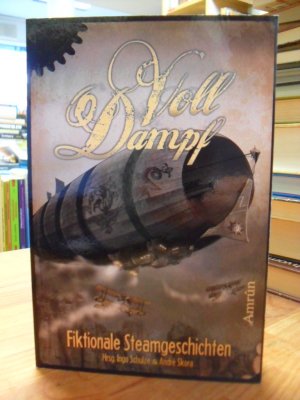 Voll
Dampf
Amrûn
Fiktionale Steamgeschichten
Hrsg. Ingo Schulze & André Skora